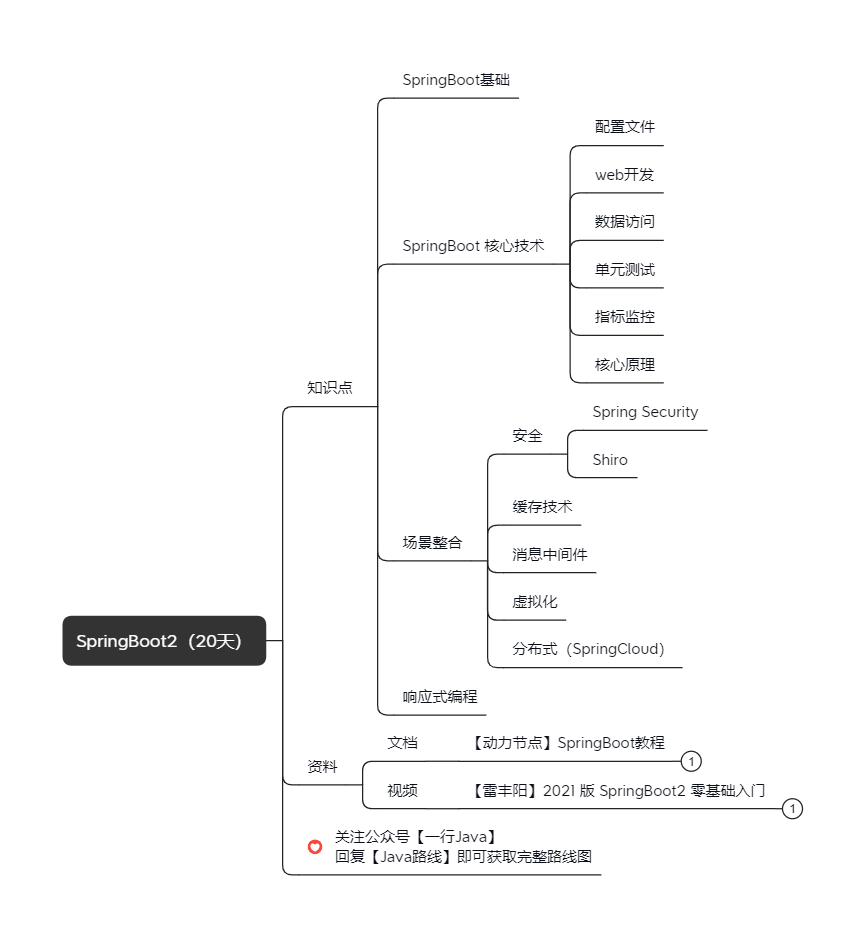 SpringBoot基础
配置文件
web开发
数据访问
SpringBoot 核心技术
单元测试
指标监控
核心原理
知识点
Spring Security
安全
Shiro
缓存技术
场景整合
消息中间件
虚拟化
SpringBoot2（20天）
分布式（SpringCloud）
响应式编程
文档
【动力节点】SpringBoot教程
1
资料
视频
【雷丰阳】2021 版 SpringBoot2 零基础入门
1
关注公众号【一行Java】
回复【Java路线】即可获取完整路线图